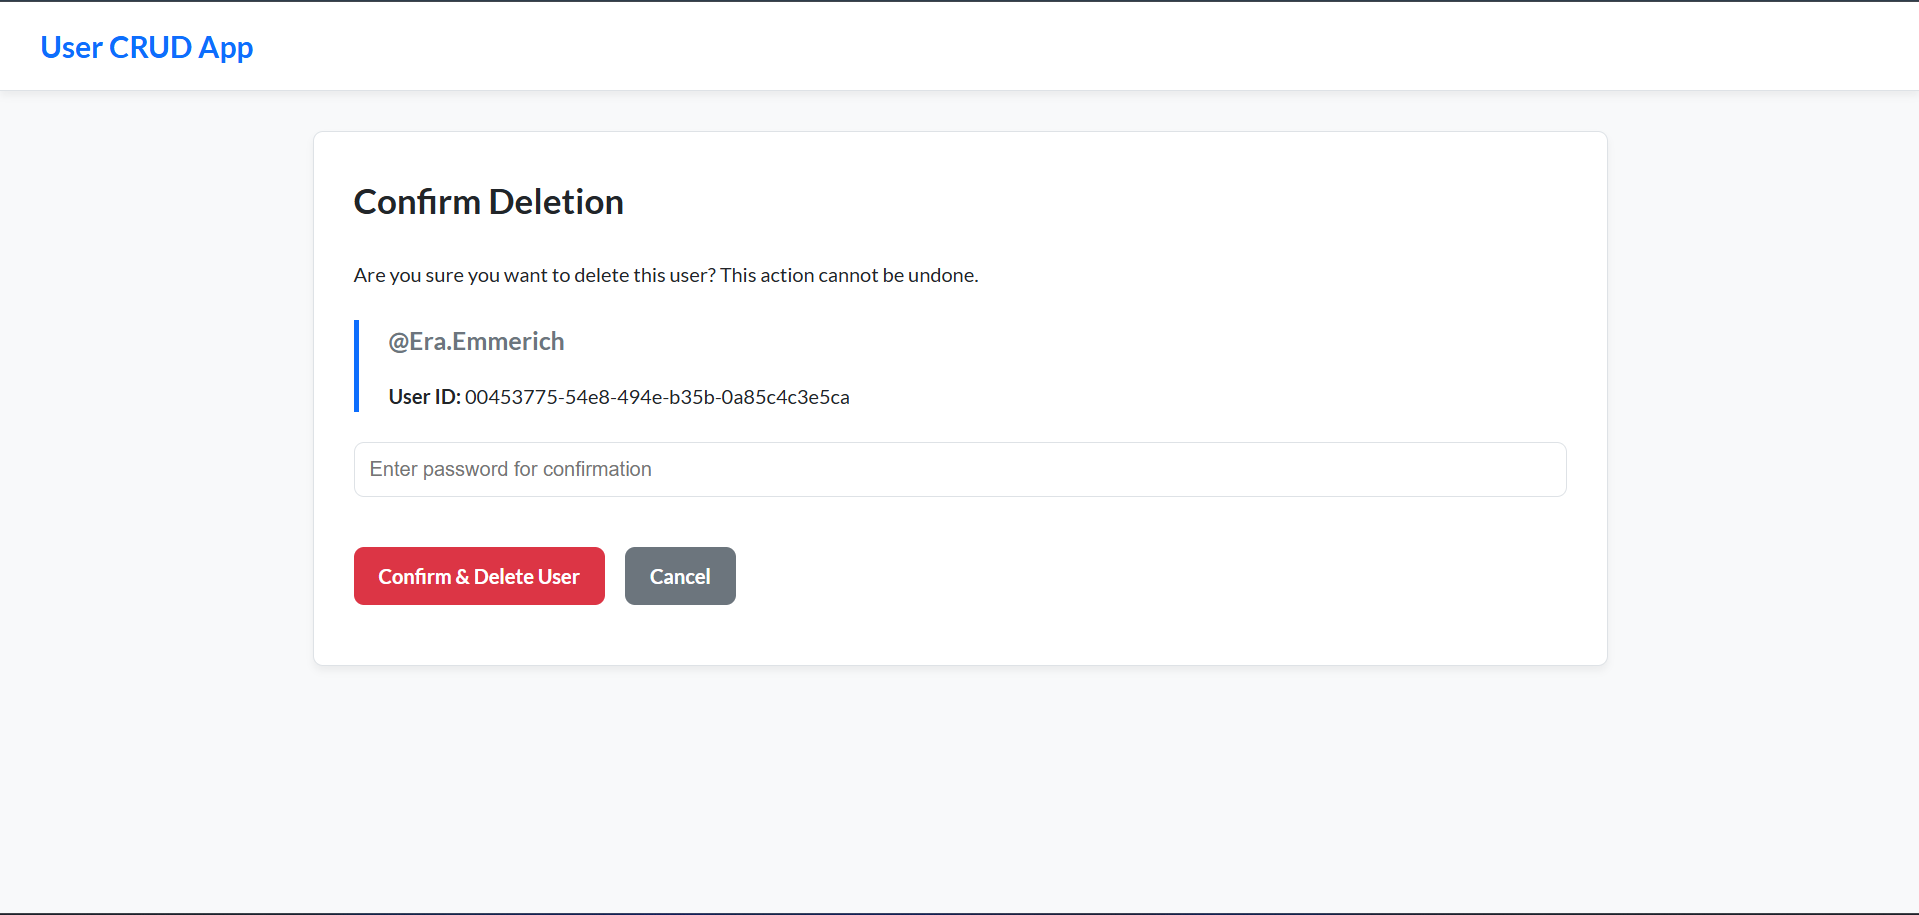 User CRUD App
Confirm Deletion
Are you sure you want to delete this user? This action cannot be undone.
@Era.Emmerich
User ID: 00453775-54e8-494e-b35b-0a85c4c3e5ca
Enter password for confirmation
Confirm & Delete User
Cancel